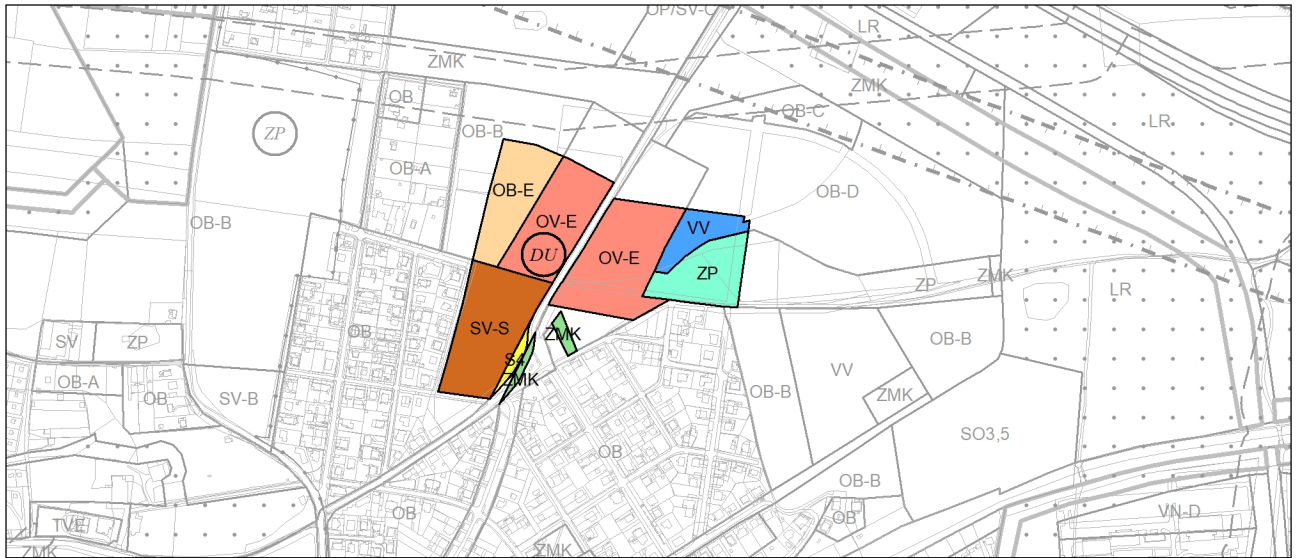 OP/SV-C
LR
ZMK
ZMK
OB
OB-B
OB-C
LR
ZP
OB-A
OB-E
OB-D
OB-B
OV-E
VV
DU
OV-E
ZP
ZMK
ZP
LR
SV-S
ZMK
OB
SV
ZP
OB-B
S4
VV
ZMK
OB-A
OB
SV-B
OB-B
ZMK
SO3,5
OB
OB-B
OB
OB
VN-D
TVE
ZMK
ZMK